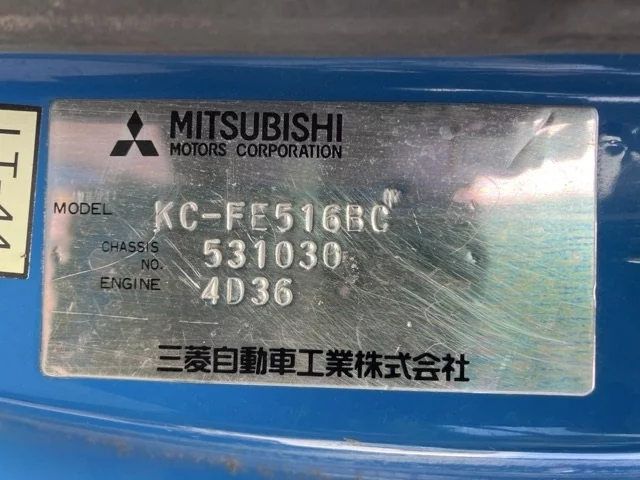 MITSUBISHI
MOTORS CORPORATION
MODEL KC-FE516BC
CHASSIS NO. 531030
ENGINE 4D36
三菱自動車工業株式会社